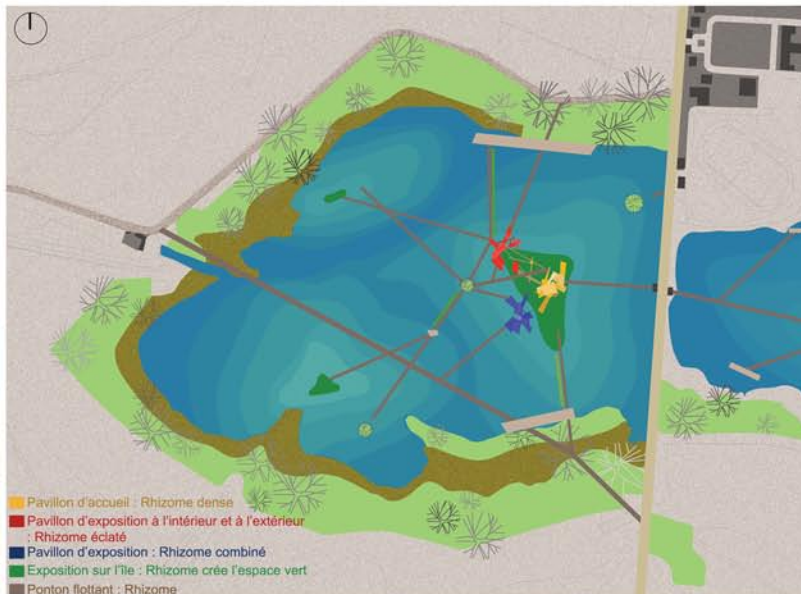 Pavillon d'accueil : Rhizome dense
Pavillon d'exposition à l'intérieur et à l'extérieur
: Rhizome éclaté
Pavillon d'exposition : Rhizome combiné
Exposition sur l'île : Rhizome crée l'espace vert
Ponton flottant : Rhizome